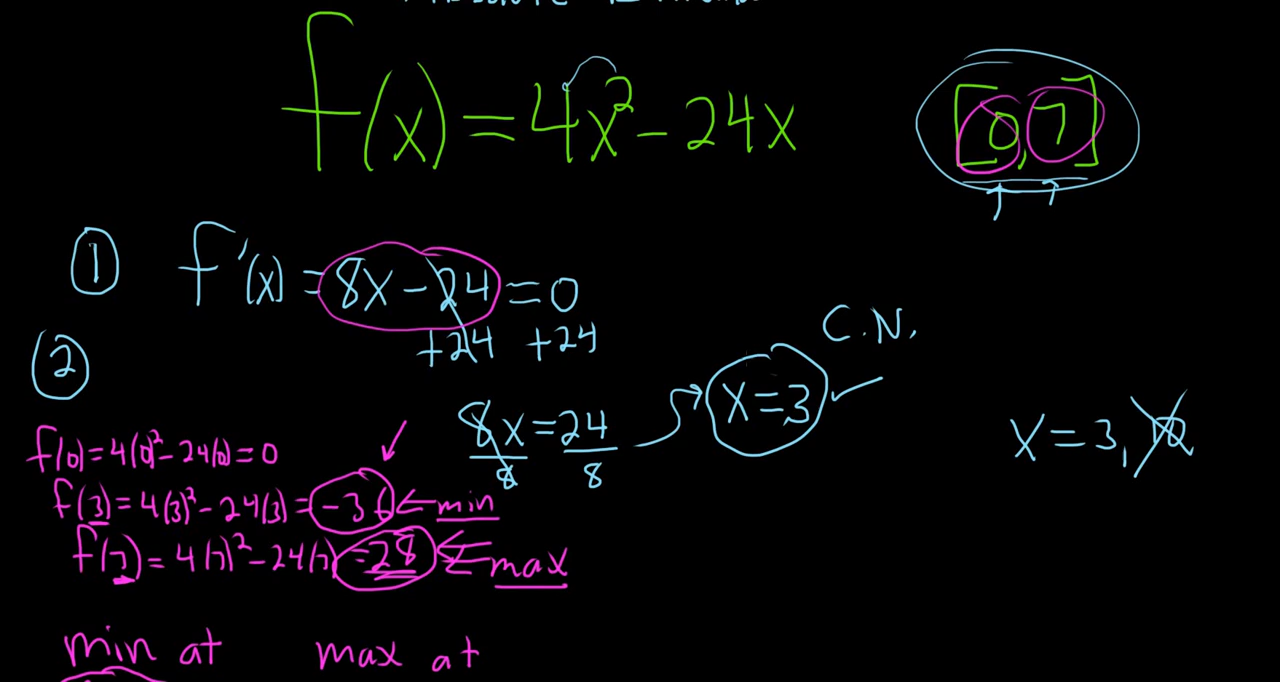 f(x) = 4x² - 24x [0, 7]
① f'(x) = 8x - 24 = 0
+24 +24
②
C.N.
8x = 24 x = 3 ✓
8 8
x = 3,
f(0) = 4(0)² - 24(0) = 0
f(3) = 4(3)² - 24(3) = -36 ← min
f(7) = 4(7)² - 24(7) = 28 ← max
min at max at